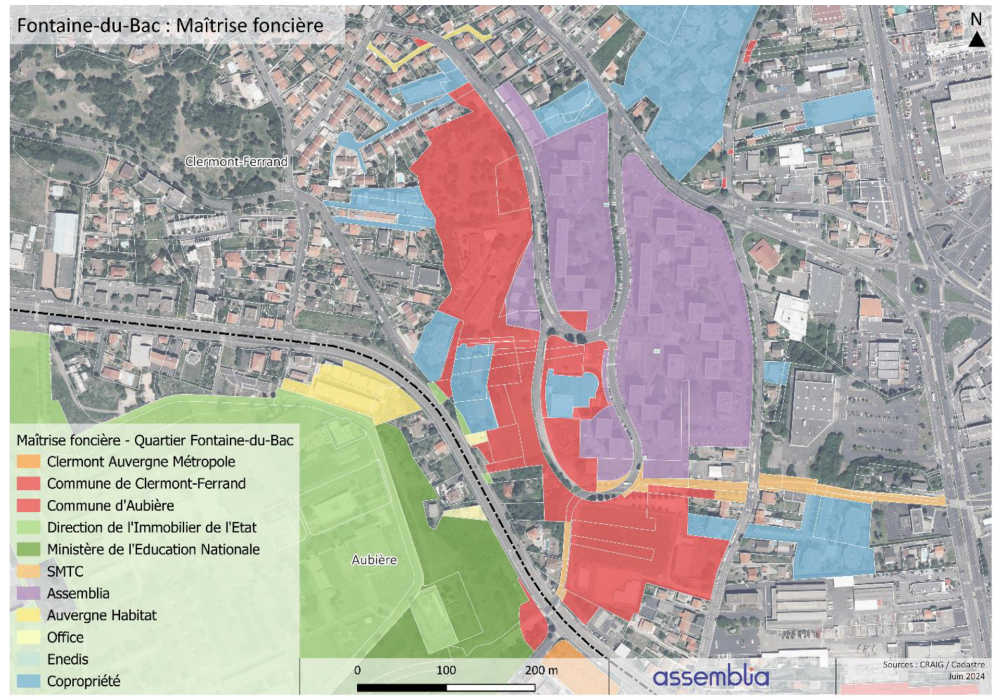 Fontaine-du-Bac : Maîtrise foncière
N
Clermont-Ferrand
Aubière
Maîtrise foncière - Quartier Fontaine-du-Bac
Clermont Auvergne Métropole
Commune de Clermont-Ferrand
Commune d'Aubière
Direction de l'Immobilier de l'Etat
Ministère de l'Education Nationale
SMTC
Assemblia
Auvergne Habitat
Office
Enedis
Copropriété
0 100 200 m
assemblia
Sources : CRAIG / Cadastre
Juin 2024